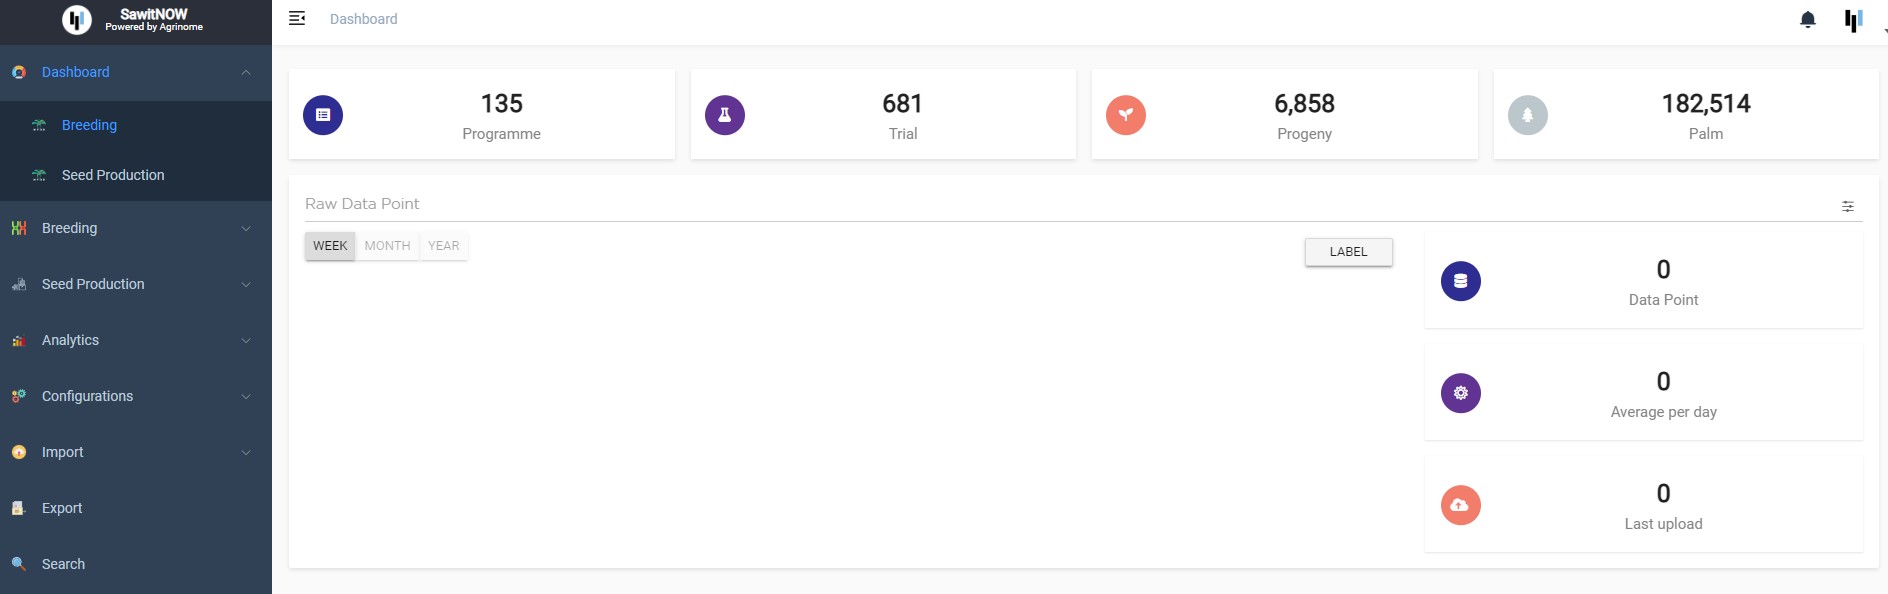 SawitNOW
Powered by Agrinome
Dashboard
Breeding
Seed Production
Breeding
Seed Production
Analytics
Configurations
Import
Export
Search
Dashboard
135
Programme
681
Trial
6,858
Progeny
182,514
Palm
Raw Data Point
WEEK MONTH YEAR
LABEL
0
Data Point
0
Average per day
0
Last upload